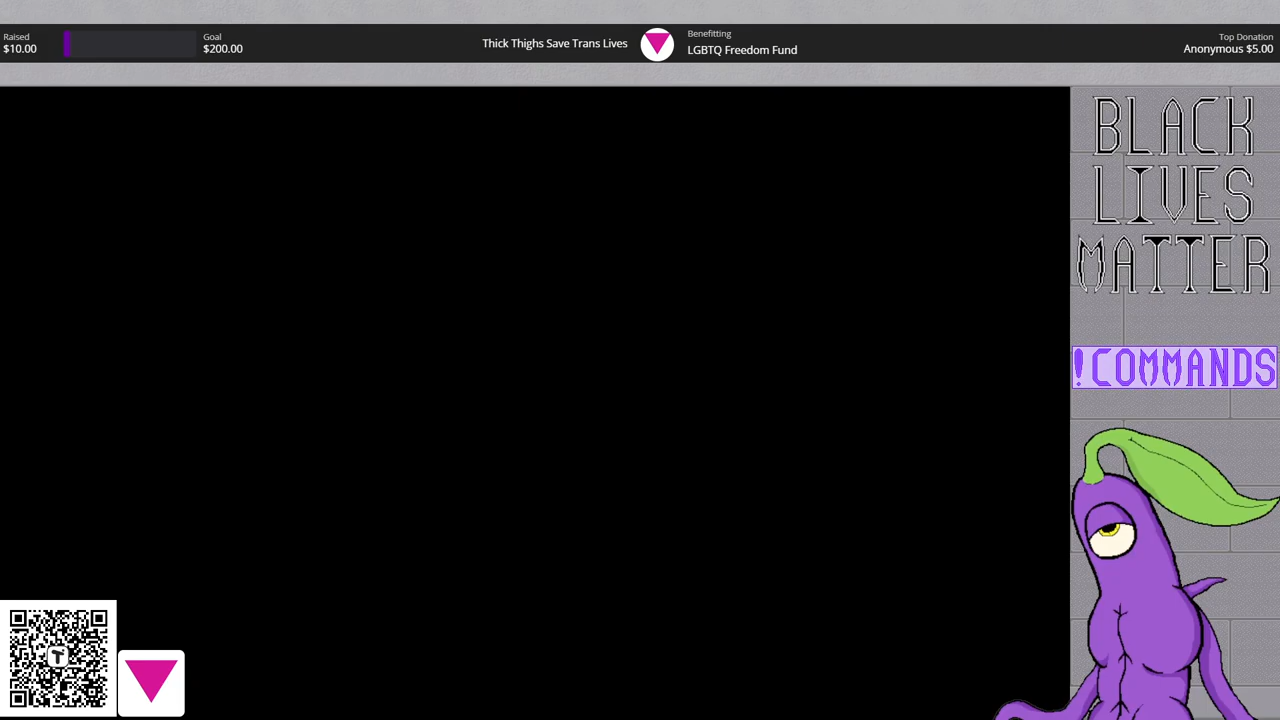 Raised
$10.00
Goal
$200.00
Thick Thighs Save Trans Lives
Benefitting
LGBTQ Freedom Fund
Top Donation
Anonymous $5.00
BLACK
LIVES
MATTER
!COMMANDS
T